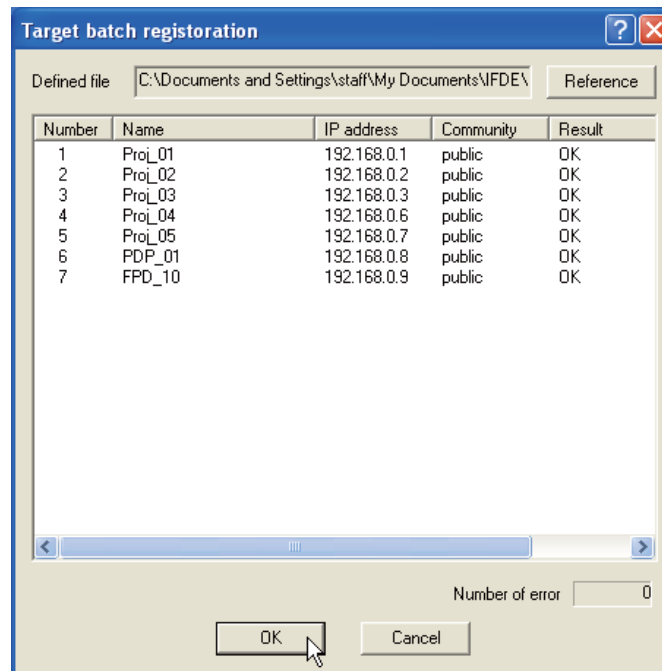 Target batch registoration
Defined file C:\Documents and Settings\staff\My Documents\IFDE\ Reference
Number Name IP address Community Result
1 Proj_01 192.168.0.1 public OK
2 Proj_02 192.168.0.2 public OK
3 Proj_03 192.168.0.3 public OK
4 Proj_04 192.168.0.6 public OK
5 Proj_05 192.168.0.7 public OK
6 PDP_01 192.168.0.8 public OK
7 FPD_10 192.168.0.9 public OK
Number of error 0
OK Cancel